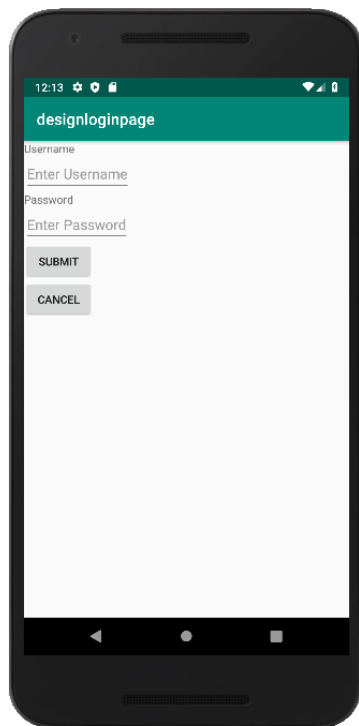 12:13
designloginpage
Username
Enter Username
Password
Enter Password
SUBMIT
CANCEL